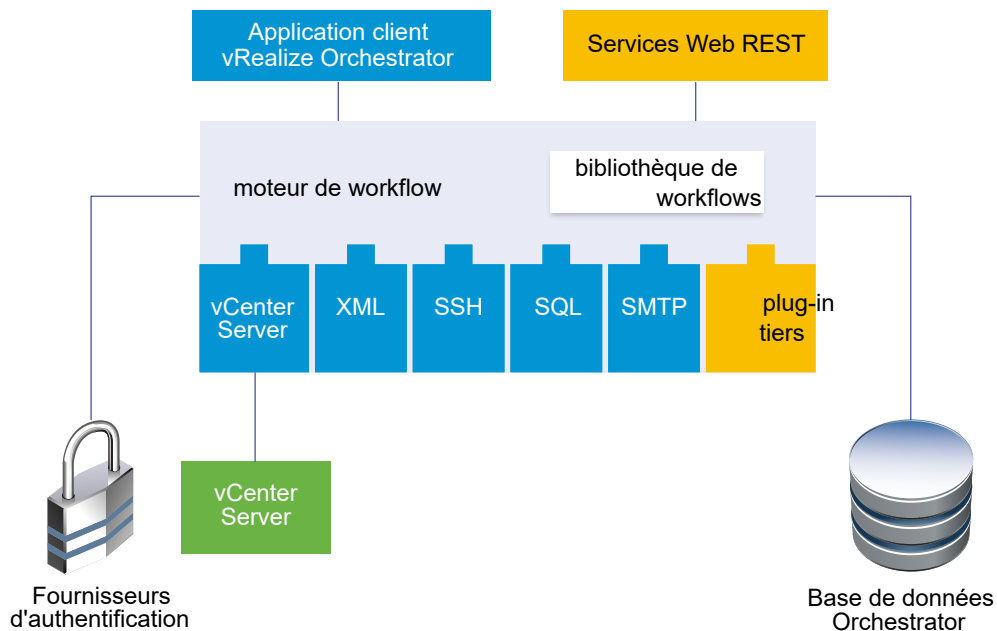 Application client
vRealize Orchestrator
Services Web REST
moteur de workflow
bibliothèque de
workflows
vCenter
Server
XML
SSH
SQL
SMTP
plug-in
tiers
vCenter
Server
Fournisseurs
d'authentification
Base de données
Orchestrator